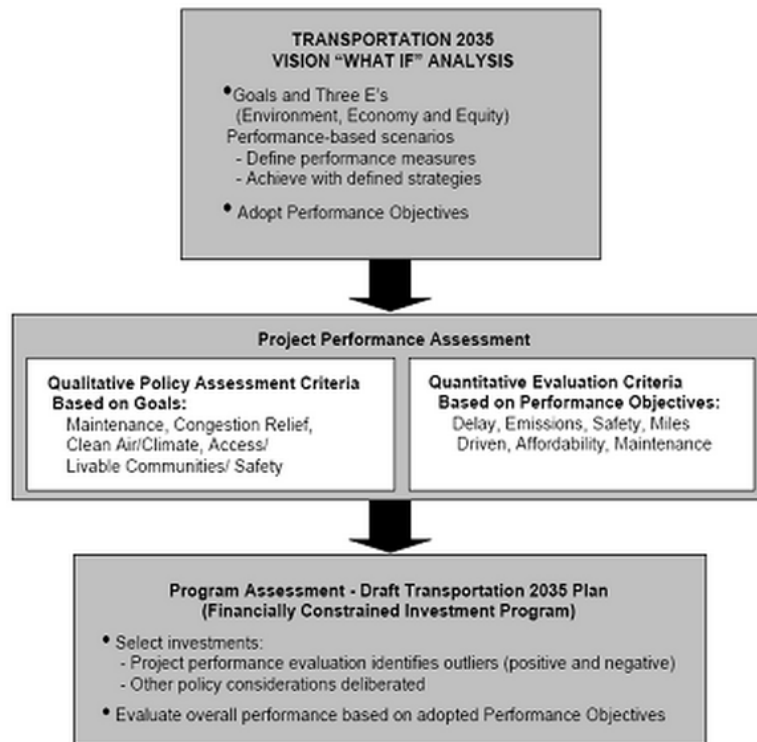 TRANSPORTATION 2035
VISION “WHAT IF” ANALYSIS
•Goals and Three E's
(Environment, Economy and Equity)
Performance-based scenarios
- Define performance measures
- Achieve with defined strategies
• Adopt Performance Objectives
Project Performance Assessment
Qualitative Policy Assessment Criteria
Based on Goals:
Maintenance, Congestion Relief,
Clean Air/Climate, Access/
Livable Communities/ Safety
Quantitative Evaluation Criteria
Based on Performance Objectives:
Delay, Emissions, Safety, Miles
Driven, Affordability, Maintenance
Program Assessment - Draft Transportation 2035 Plan
(Financially Constrained Investment Program)
• Select investments:
- Project performance evaluation identifies outliers (positive and negative)
- Other policy considerations deliberated
• Evaluate overall performance based on adopted Performance Objectives